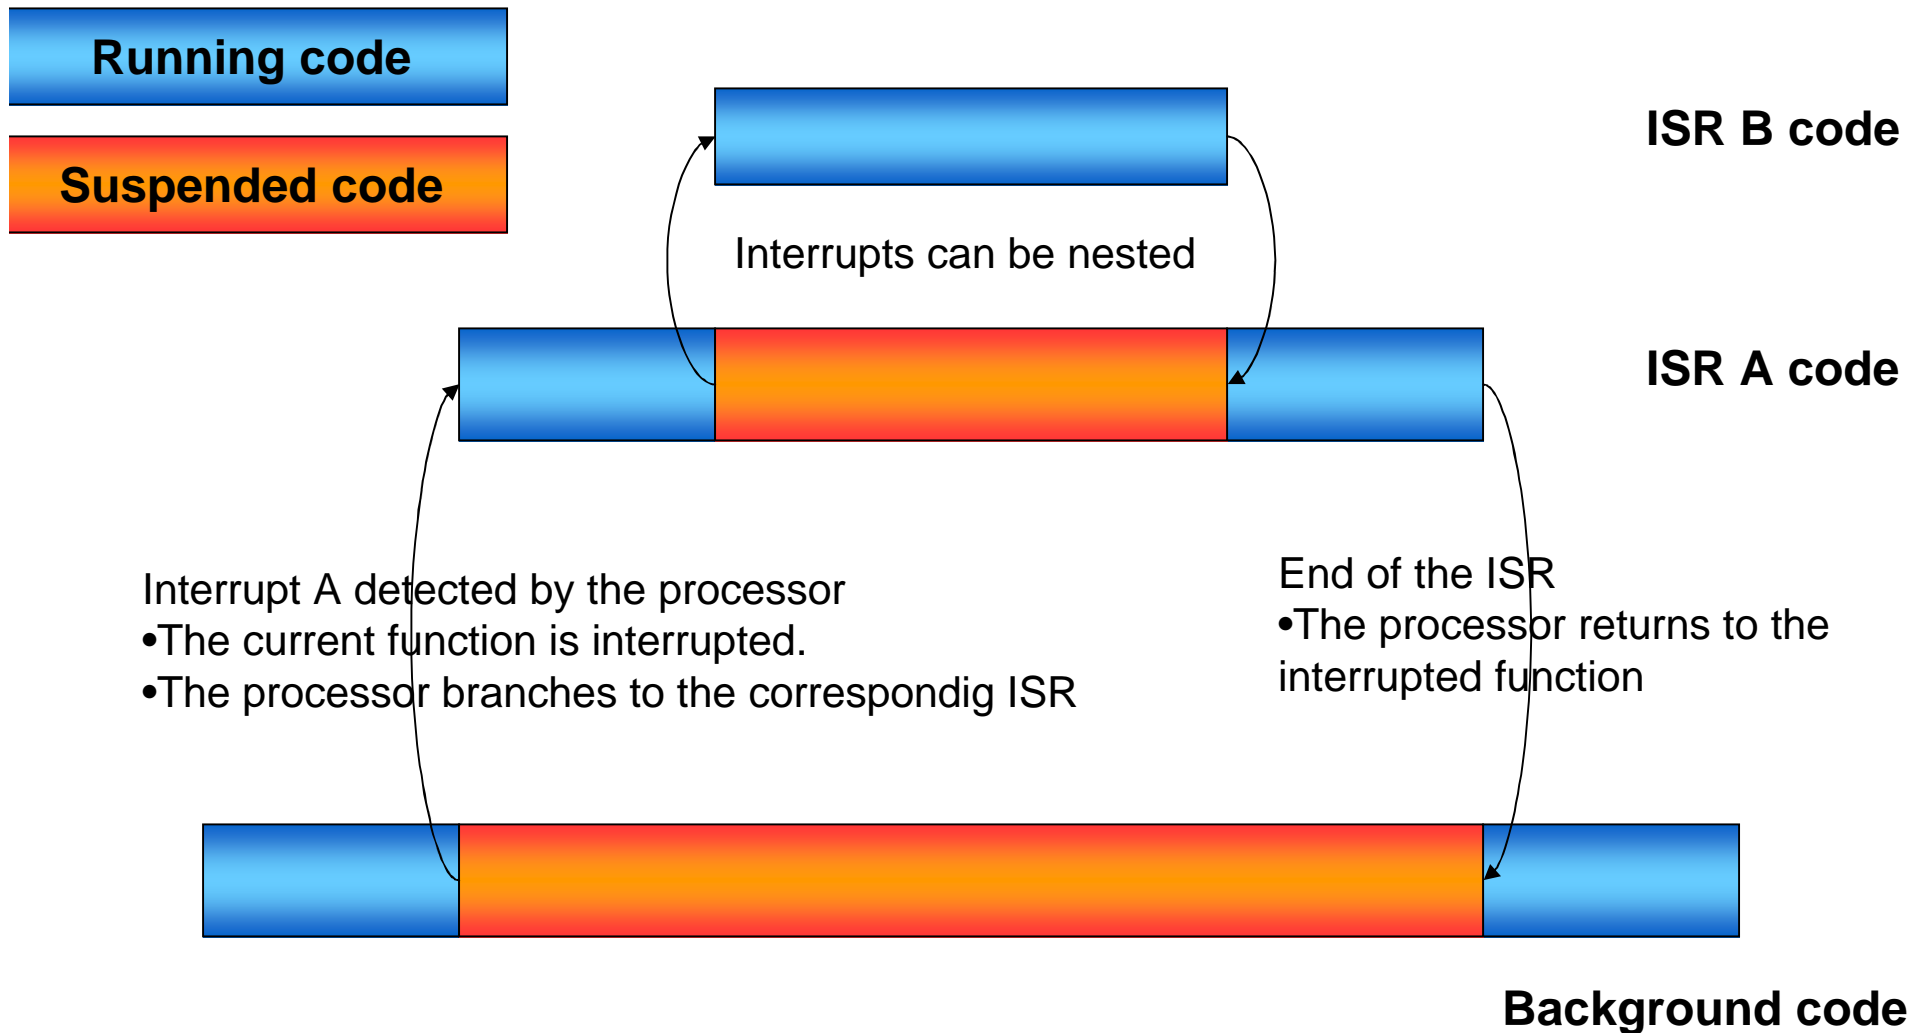 Running code
Suspended code
ISR B code
Interrupts can be nested
ISR A code
Interrupt A detected by the processor
•The current function is interrupted.
•The processor branches to the correspondig ISR
End of the ISR
•The processor returns to the
interrupted function
Background code